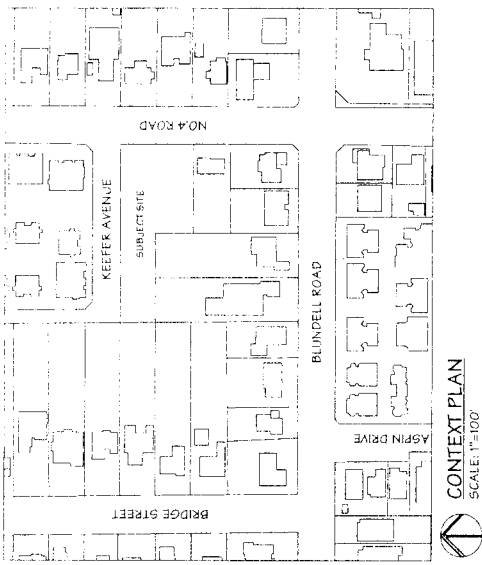 NO.4 ROAD
KEEFER AVENUE
SUBJECT SITE
BLUNDELL ROAD
ASPIN DRIVE
BRIDGE STREET
CONTEXT PLAN
SCALE: 1"=100'